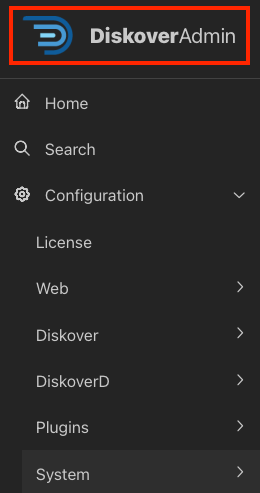 DiskoverAdmin
Home
Search
Configuration
License
Web
Diskover
DiskoverD
Plugins
System